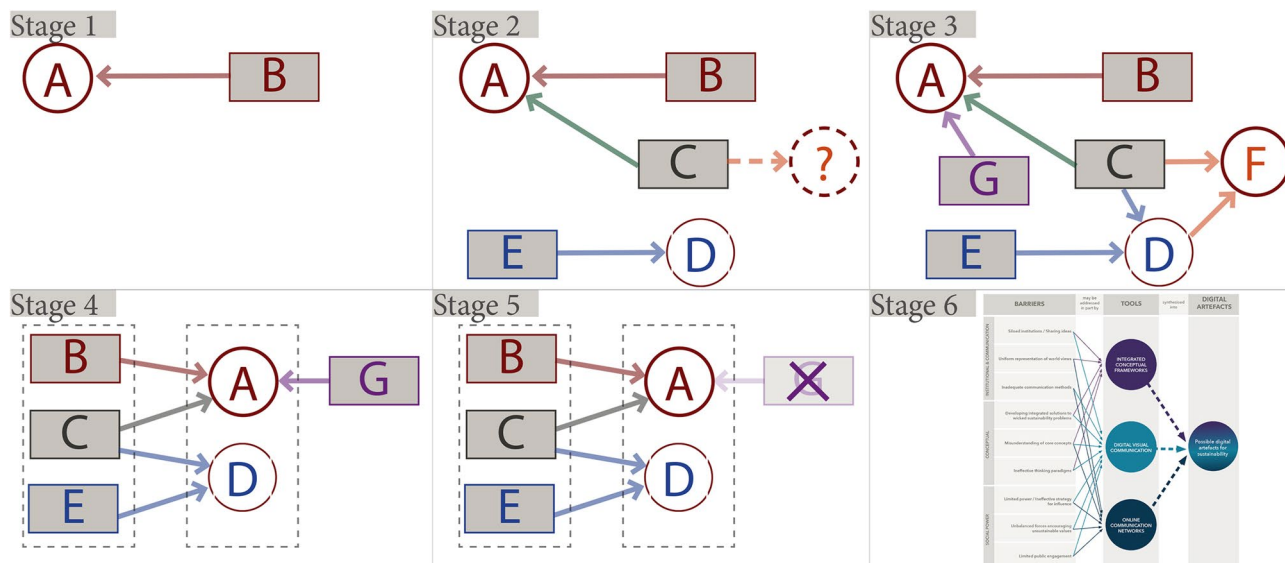 Stage 1
A
B
Stage 2
A
B
C
?
E
D
Stage 3
A
B
C
F
G
E
D
Stage 4
B
A
G
C
D
E
Stage 5
B
A
G
C
D
E
Stage 6
BARRIERS
may be
addressed
in part by
TOOLS
synthesised
into
DIGITAL
ARTEFACTS
INSTITUTIONAL & COMMUNICATION
Siloed institutions / Sharing ideas
Uniform representation of world views
Inadequate communication methods
CONCEPTUAL
Developing integrated solutions to
wicked sustainability problems
Misunderstanding of core concepts
Ineffective thinking paradigms
SOCIAL POWER
Limited power / Ineffective strategy
for influence
Unbalanced forces encouraging
unsustainable values
Limited public engagement
INTEGRATED
CONCEPTUAL
FRAMEWORKS
DIGITAL VISUAL
COMMUNICATION
ONLINE
COMMUNICATION
NETWORKS
Possible digital
artefacts for
sustainability